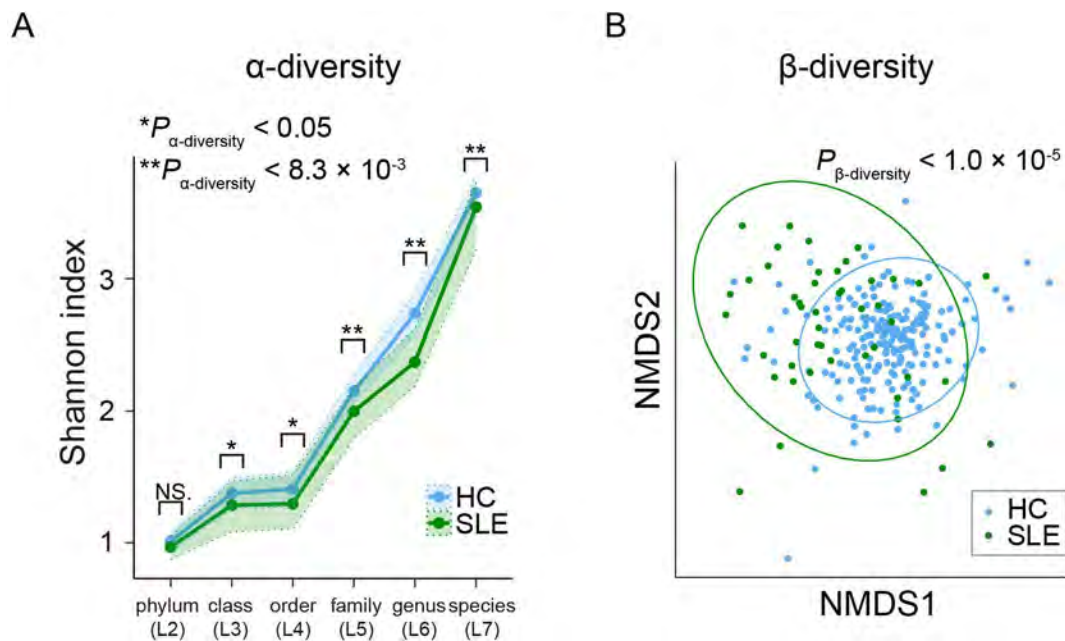 A
α-diversity
*Pα-diversity < 0.05
**Pα-diversity < 8.3 × 10-3
Shannon index
3
2
1
NS.
*
*
**
**
**
HC
SLE
phylum class order family genus species
(L2) (L3) (L4) (L5) (L6) (L7)
B
β-diversity
Pβ-diversity < 1.0 × 10-5
NMDS2
HC
SLE
NMDS1